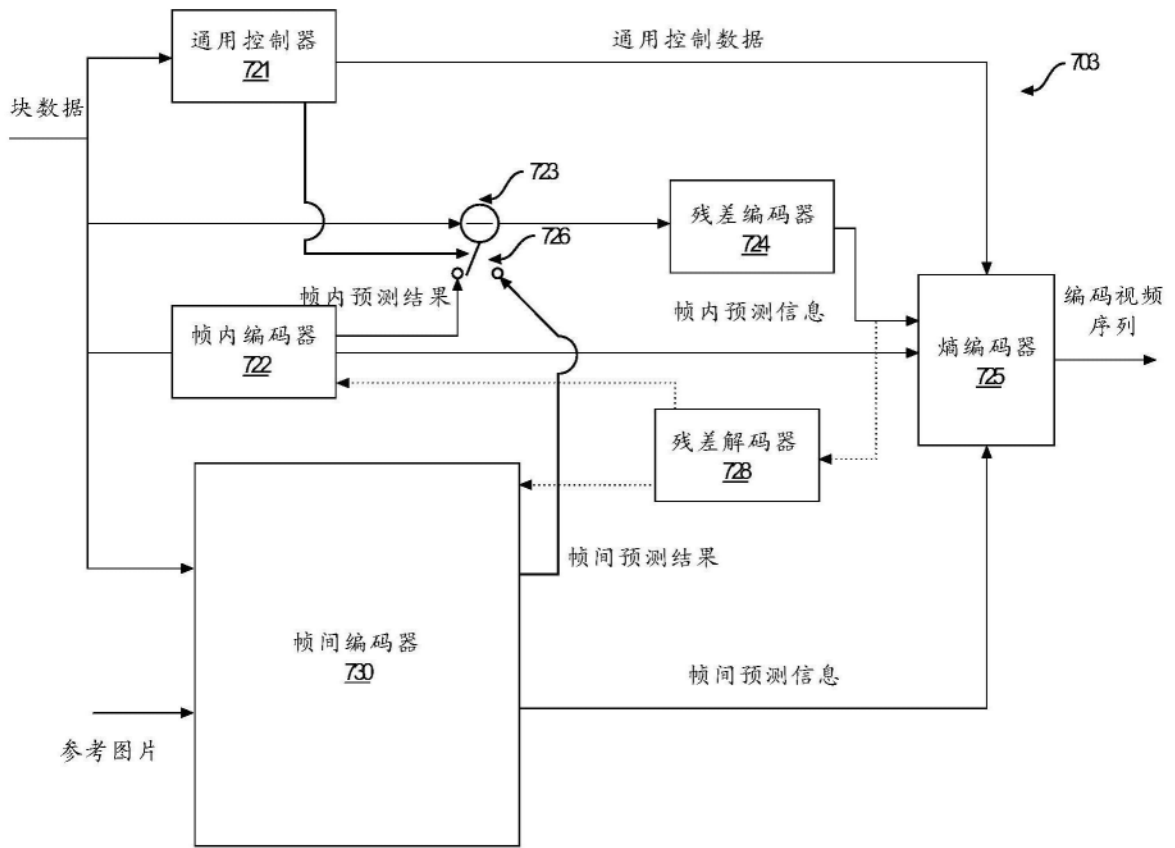 通用控制器
721
通用控制数据
703
块数据
723
残差编码器
724
726
帧内预测结果
帧内预测信息
编码视频
序列
帧内编码器
722
熵编码器
725
残差解码器
728
帧间预测结果
帧间编码器
730
帧间预测信息
参考图片